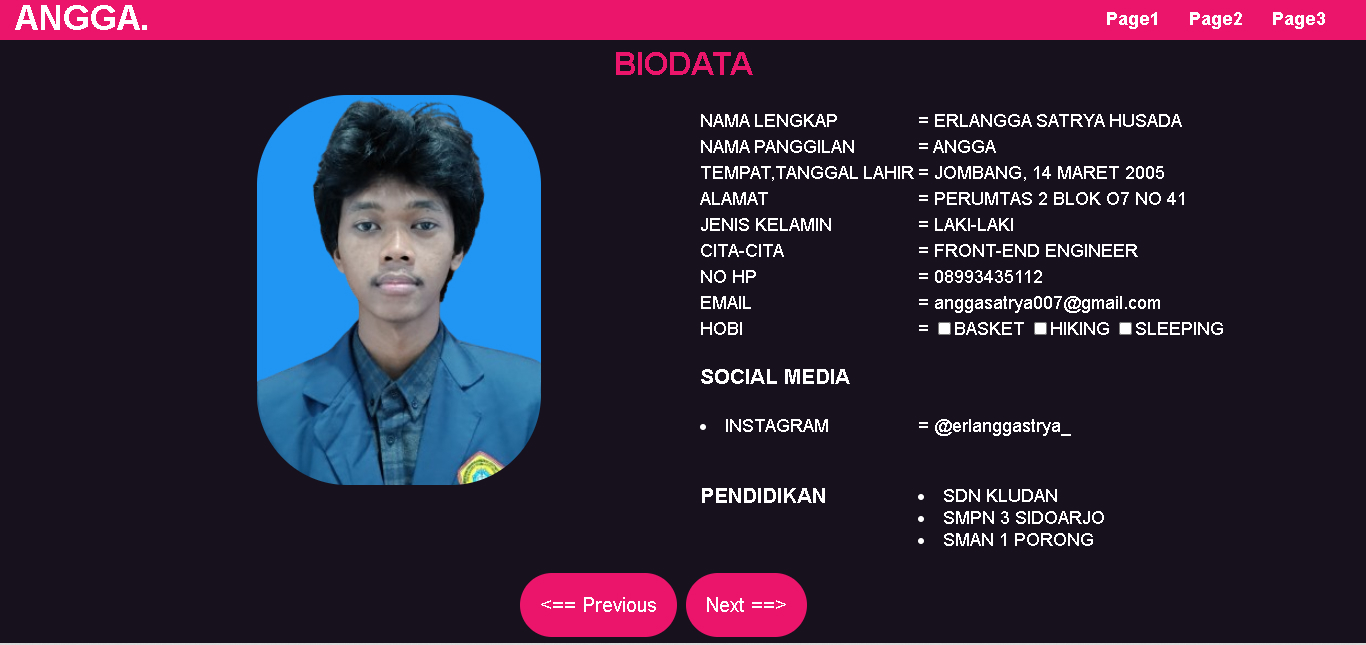 ANGGA.
Page1 Page2 Page3
BIODATA
NAMA LENGKAP = ERLANGGA SATRYA HUSADA
NAMA PANGGILAN = ANGGA
TEMPAT,TANGGAL LAHIR = JOMBANG, 14 MARET 2005
ALAMAT = PERUMTAS 2 BLOK O7 NO 41
JENIS KELAMIN = LAKI-LAKI
CITA-CITA = FRONT-END ENGINEER
NO HP = 08993435112
EMAIL = anggasatrya007@gmail.com
HOBI = BASKET HIKING SLEEPING
SOCIAL MEDIA
• INSTAGRAM = @erlanggastrya_
PENDIDIKAN • SDN KLUDAN
• SMPN 3 SIDOARJO
• SMAN 1 PORONG
<== Previous Next ==>